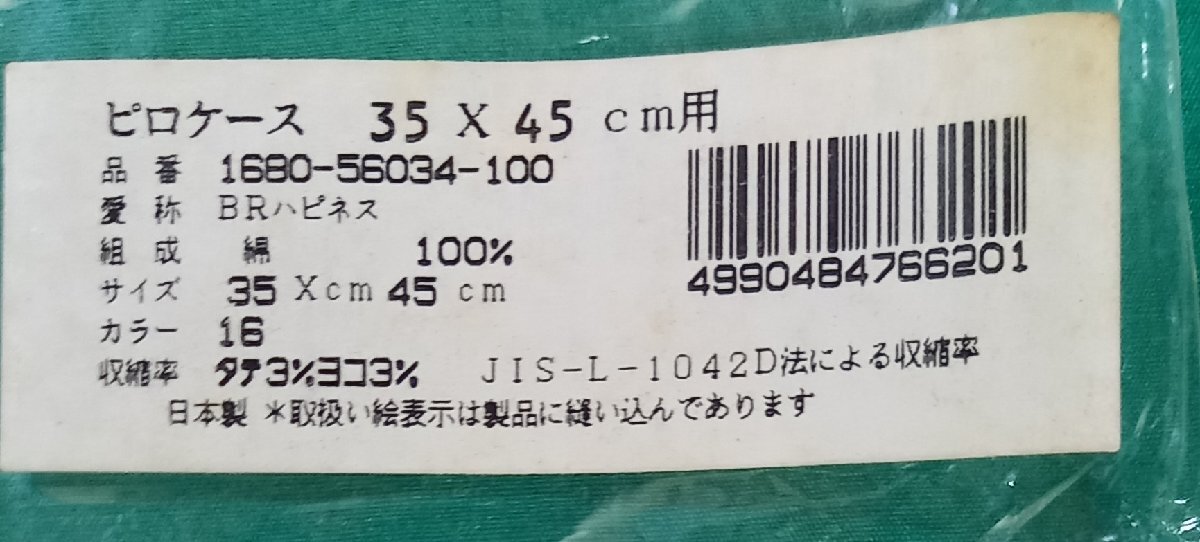 ピロケース 35 X 45 cm用
品番 1680-56034-100
愛称 BRハピネス
組成 綿 100%
サイズ 35 Xcm 45 cm
カラー 16
収縮率 タテ3%ヨコ3% JIS-L-1042D法による収縮率
日本製 *取扱い絵表示は製品に縫い込んであります
4990484766201